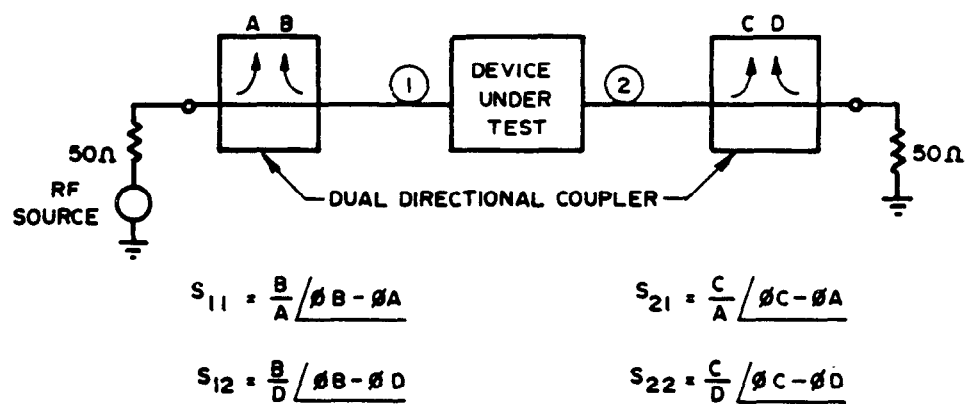 A B
C D
1
DEVICE
UNDER
TEST
2
50Ω
50Ω
RF
SOURCE
DUAL DIRECTIONAL COUPLER
S11 = B/A /øB-øA
S21 = C/A /øC-øA
S12 = B/D /øB-øD
S22 = C/D /øC-øD